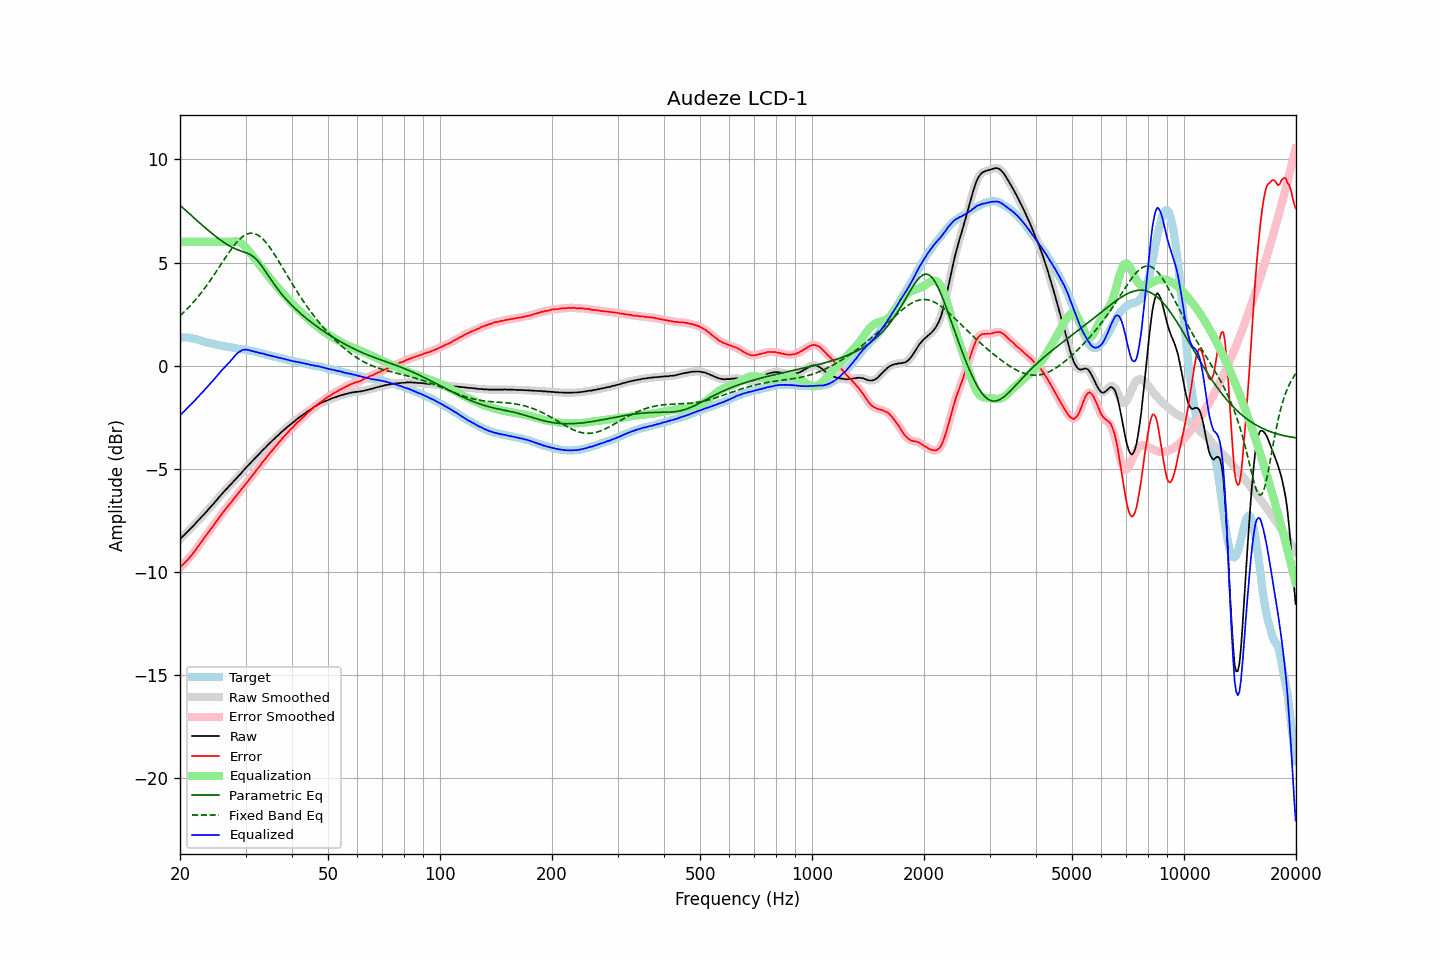 Audeze LCD-1
Amplitude (dBr)
10
5
0
−5
−10
−15
−20
Target
Raw Smoothed
Error Smoothed
Raw
Error
Equalization
Parametric Eq
Fixed Band Eq
Equalized
20 50 100 200 500 1000 2000 5000 10000 20000
Frequency (Hz)